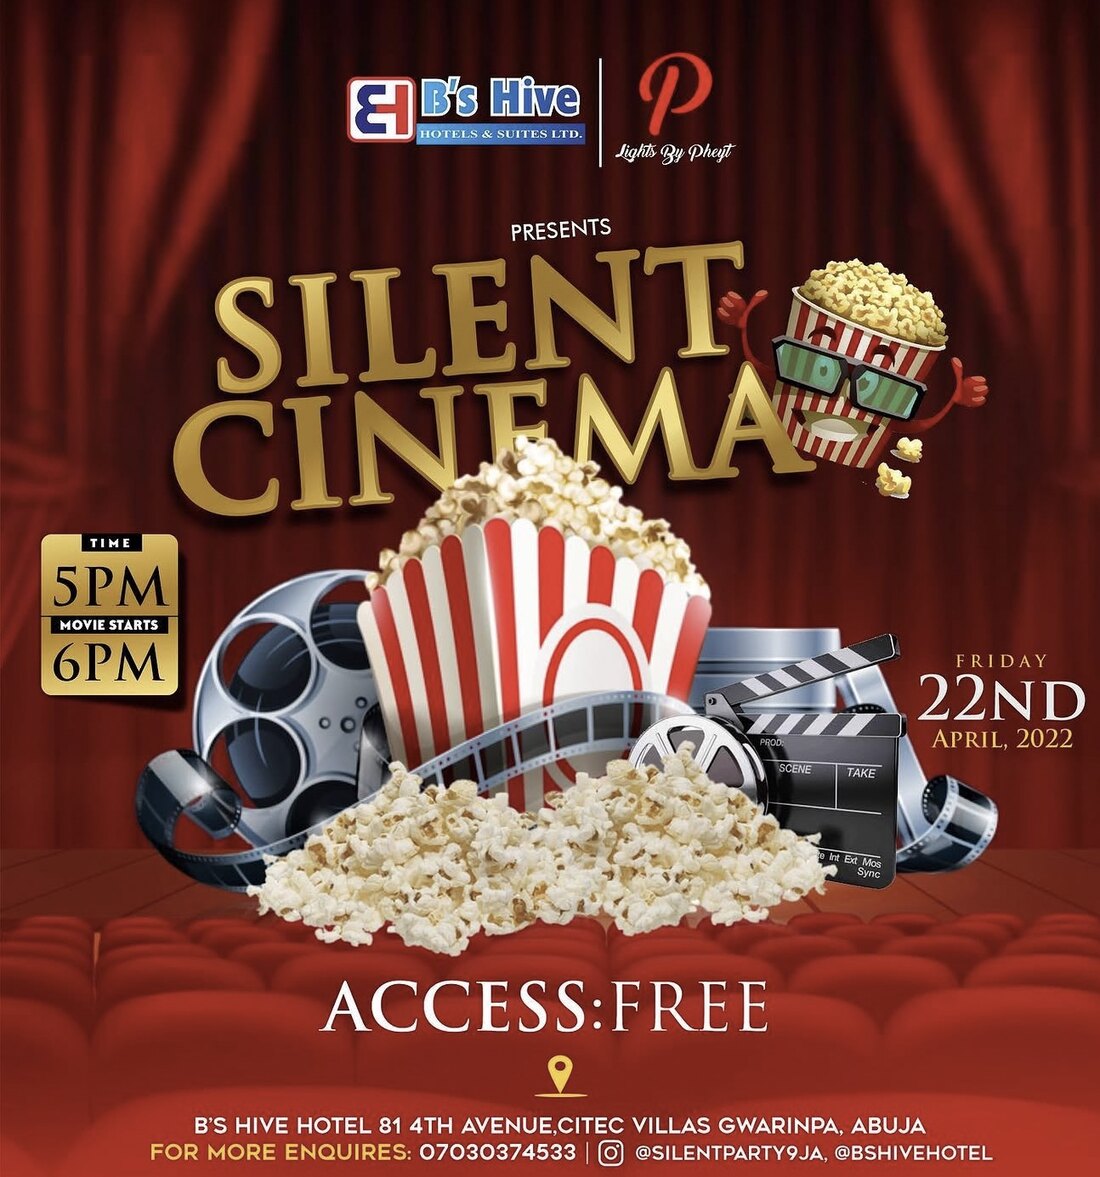 B's Hive
HOTELS & SUITES LTD.
P
Lights By Pheyt
PRESENTS
SILENT
CINEMA
TIME
5PM
MOVIE STARTS
6PM
FRIDAY
22ND
APRIL, 2022
PROD:
SCENE TAKE
Int Ext Mos
Sync
ACCESS:FREE
B'S HIVE HOTEL 81 4TH AVENUE,CITEC VILLAS GWARINPA, ABUJA
FOR MORE ENQUIRES: 07030374533 | @SILENTPARTY9JA, @BSHIVEHOTEL